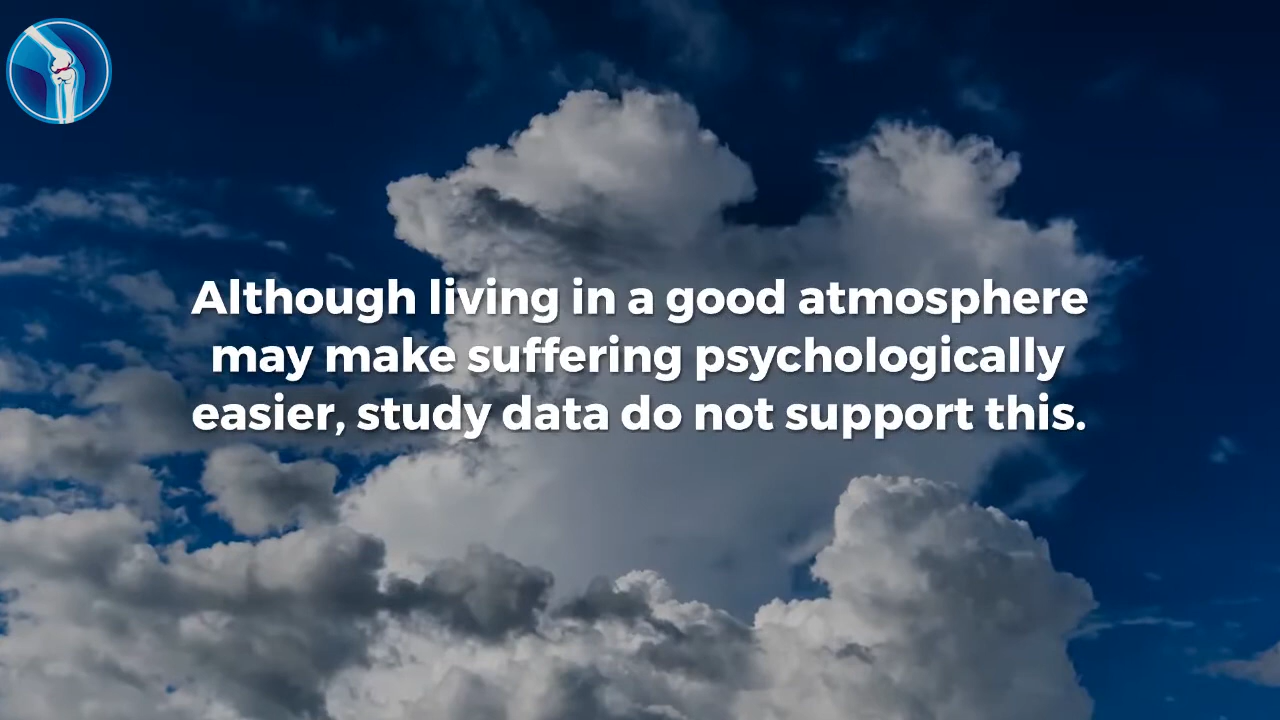 Although living in a good atmosphere
may make suffering psychologically
easier, study data do not support this.